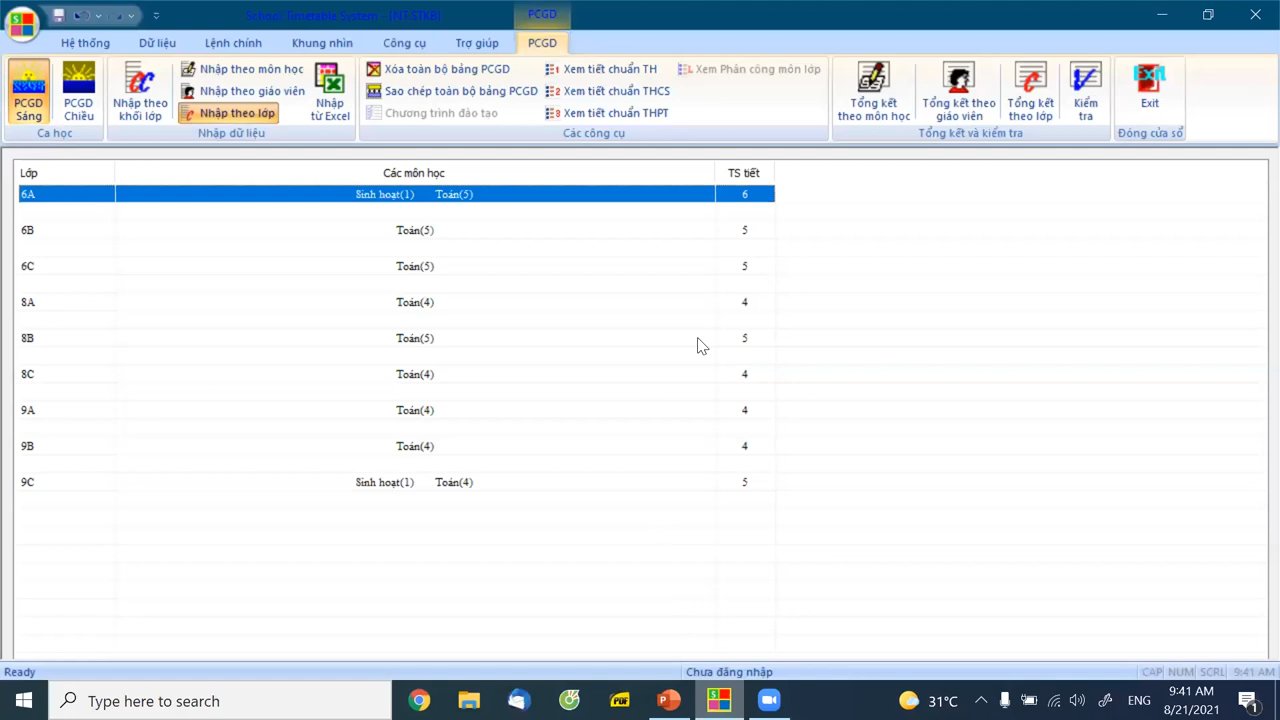 School Timetable System - [NT.STKB]
PCGD
Hệ thống Dữ liệu Lệnh chính Khung nhìn Công cụ Trợ giúp PCGD
PCGD Sáng
PCGD Chiều
Ca học
Nhập theo khối lớp
Nhập theo môn học
Nhập theo giáo viên
Nhập theo lớp
Nhập từ Excel
Nhập dữ liệu
Xóa toàn bộ bảng PCGD
Sao chép toàn bộ bảng PCGD
Chương trình đào tạo
Xem tiết chuẩn TH
Xem tiết chuẩn THCS
Xem tiết chuẩn THPT
Xem Phân công môn lớp
Các công cụ
Tổng kết theo môn học
Tổng kết theo giáo viên
Tổng kết theo lớp
Kiểm tra
Tổng kết và kiểm tra
Exit
Đóng cửa sổ
Lớp Các môn học TS tiết
6A Sinh hoạt(1) Toán(5) 6
6B Toán(5) 5
6C Toán(5) 5
8A Toán(4) 4
8B Toán(5) 5
8C Toán(4) 4
9A Toán(4) 4
9B Toán(4) 4
9C Sinh hoạt(1) Toán(4) 5
Ready Chưa đăng nhập CAP NUM SCRL 9:41 AM
Type here to search
31°C
ENG
9:41 AM
8/21/2021
1